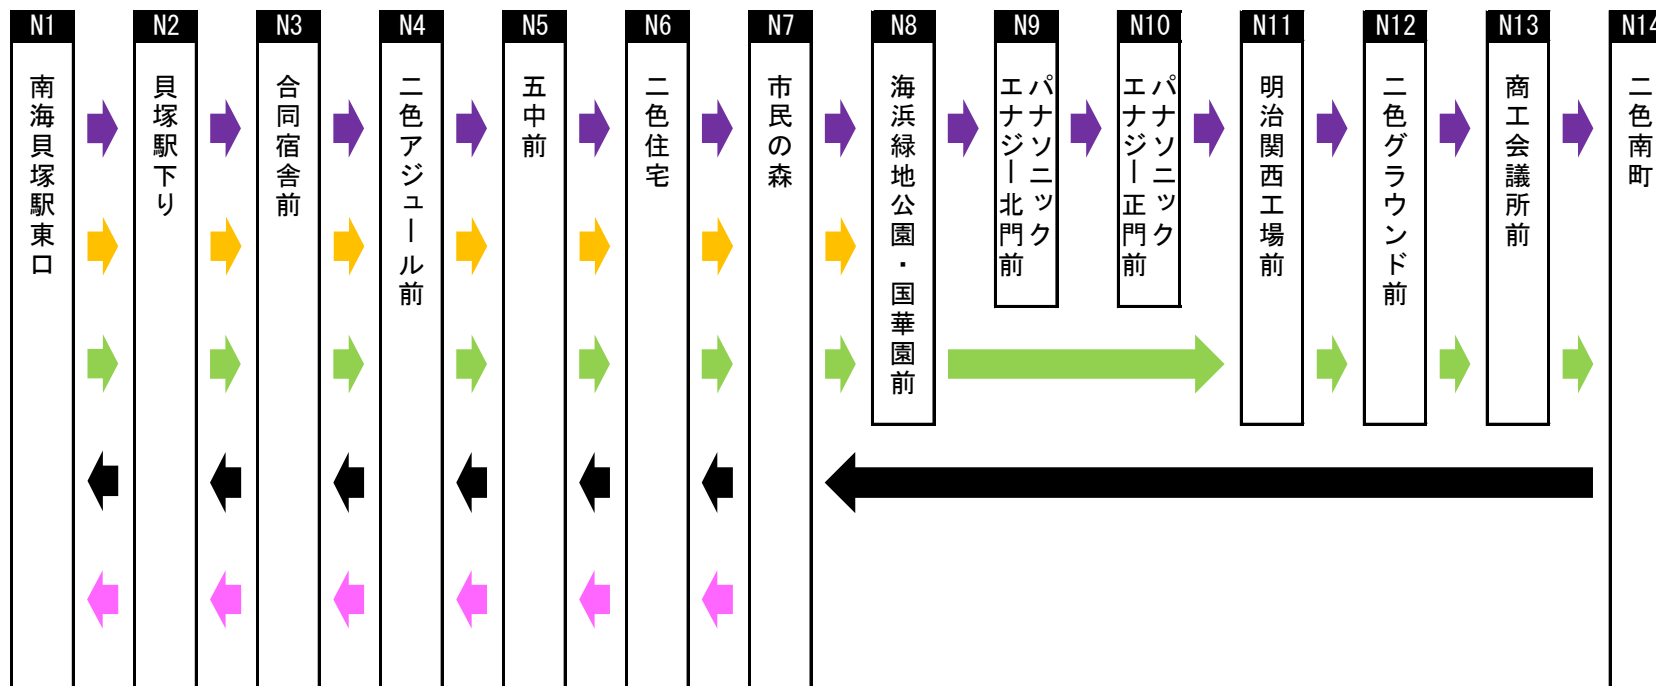 N1
南海貝塚駅東口
N2
貝塚駅下り
N3
合同宿舎前
N4
二色アジュール前
N5
五中前
N6
二色住宅
N7
市民の森
N8
海浜緑地公園・国華園前
N9
パナソニック
エナジー北門前
N10
パナソニック
エナジー正門前
N11
明治関西工場前
N12
二色グラウンド前
N13
商工会議所前
N14
二色南町